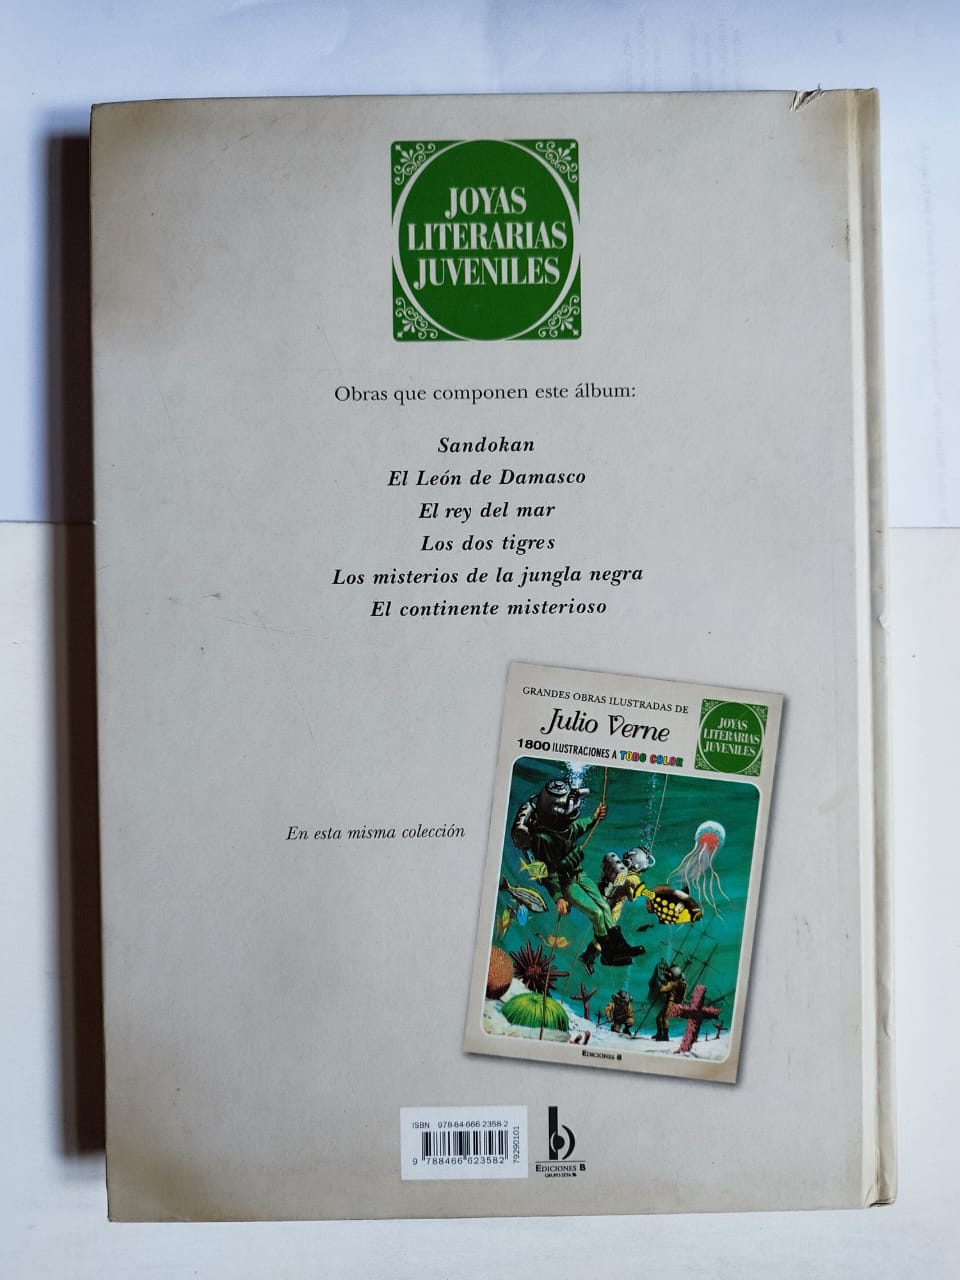 JOYAS
LITERARIAS
JUVENILES
Obras que componen este álbum:
Sandokan
El León de Damasco
El rey del mar
Los dos tigres
Los misterios de la jungla negra
El continente misterioso
GRANDES OBRAS ILUSTRADAS DE
Julio Verne
1800 ILUSTRACIONES A TODO COLOR
JOYAS
LITERARIAS
JUVENILES
En esta misma colección
EDICIONES B
ISBN 978-84-666-2358-2
9 788466 623582
79290101
b
EDICIONES B
GRUPO ZETA